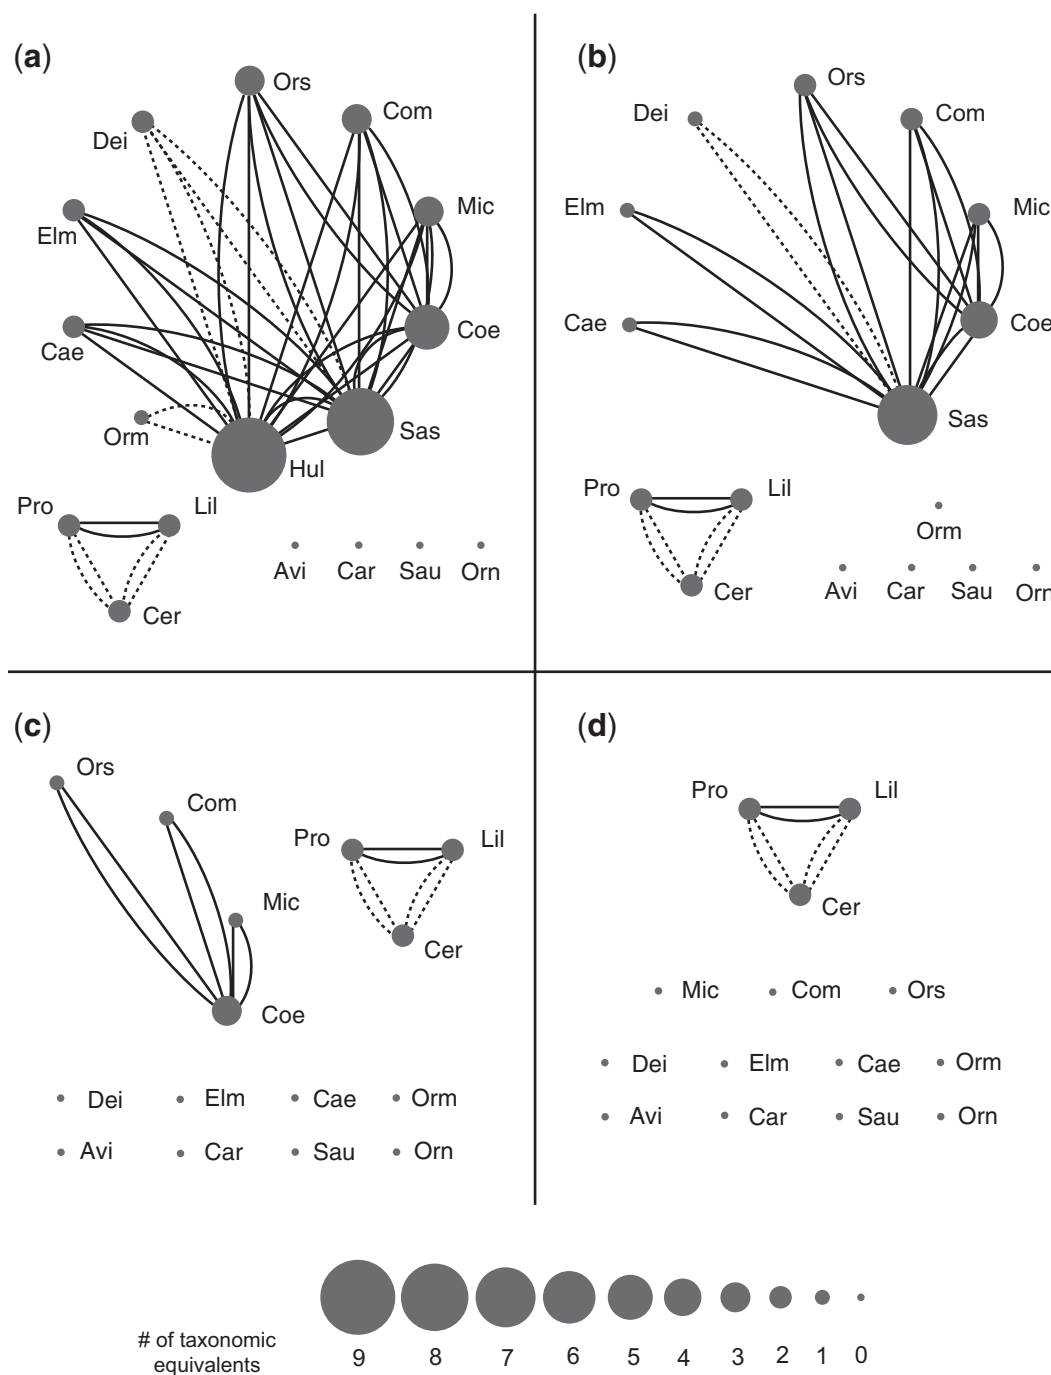 (a)
Ors
Com
Dei
Mic
Elm
Coe
Cae
Orm
Sas
Hul
Pro
Lil
Avi
Car
Sau
Orn
Cer
(b)
Ors
Dei
Com
Elm
Mic
Cae
Coe
Sas
Pro
Lil
Orm
Avi
Car
Sau
Orn
Cer
(c)
Ors
Com
Pro
Lil
Mic
Cer
Coe
Dei
Elm
Cae
Orm
Avi
Car
Sau
Orn
(d)
Pro
Lil
Cer
Mic
Com
Ors
Dei
Elm
Cae
Orm
Avi
Car
Sau
Orn
# of taxonomic
equivalents
9 8 7 6 5 4 3 2 1 0